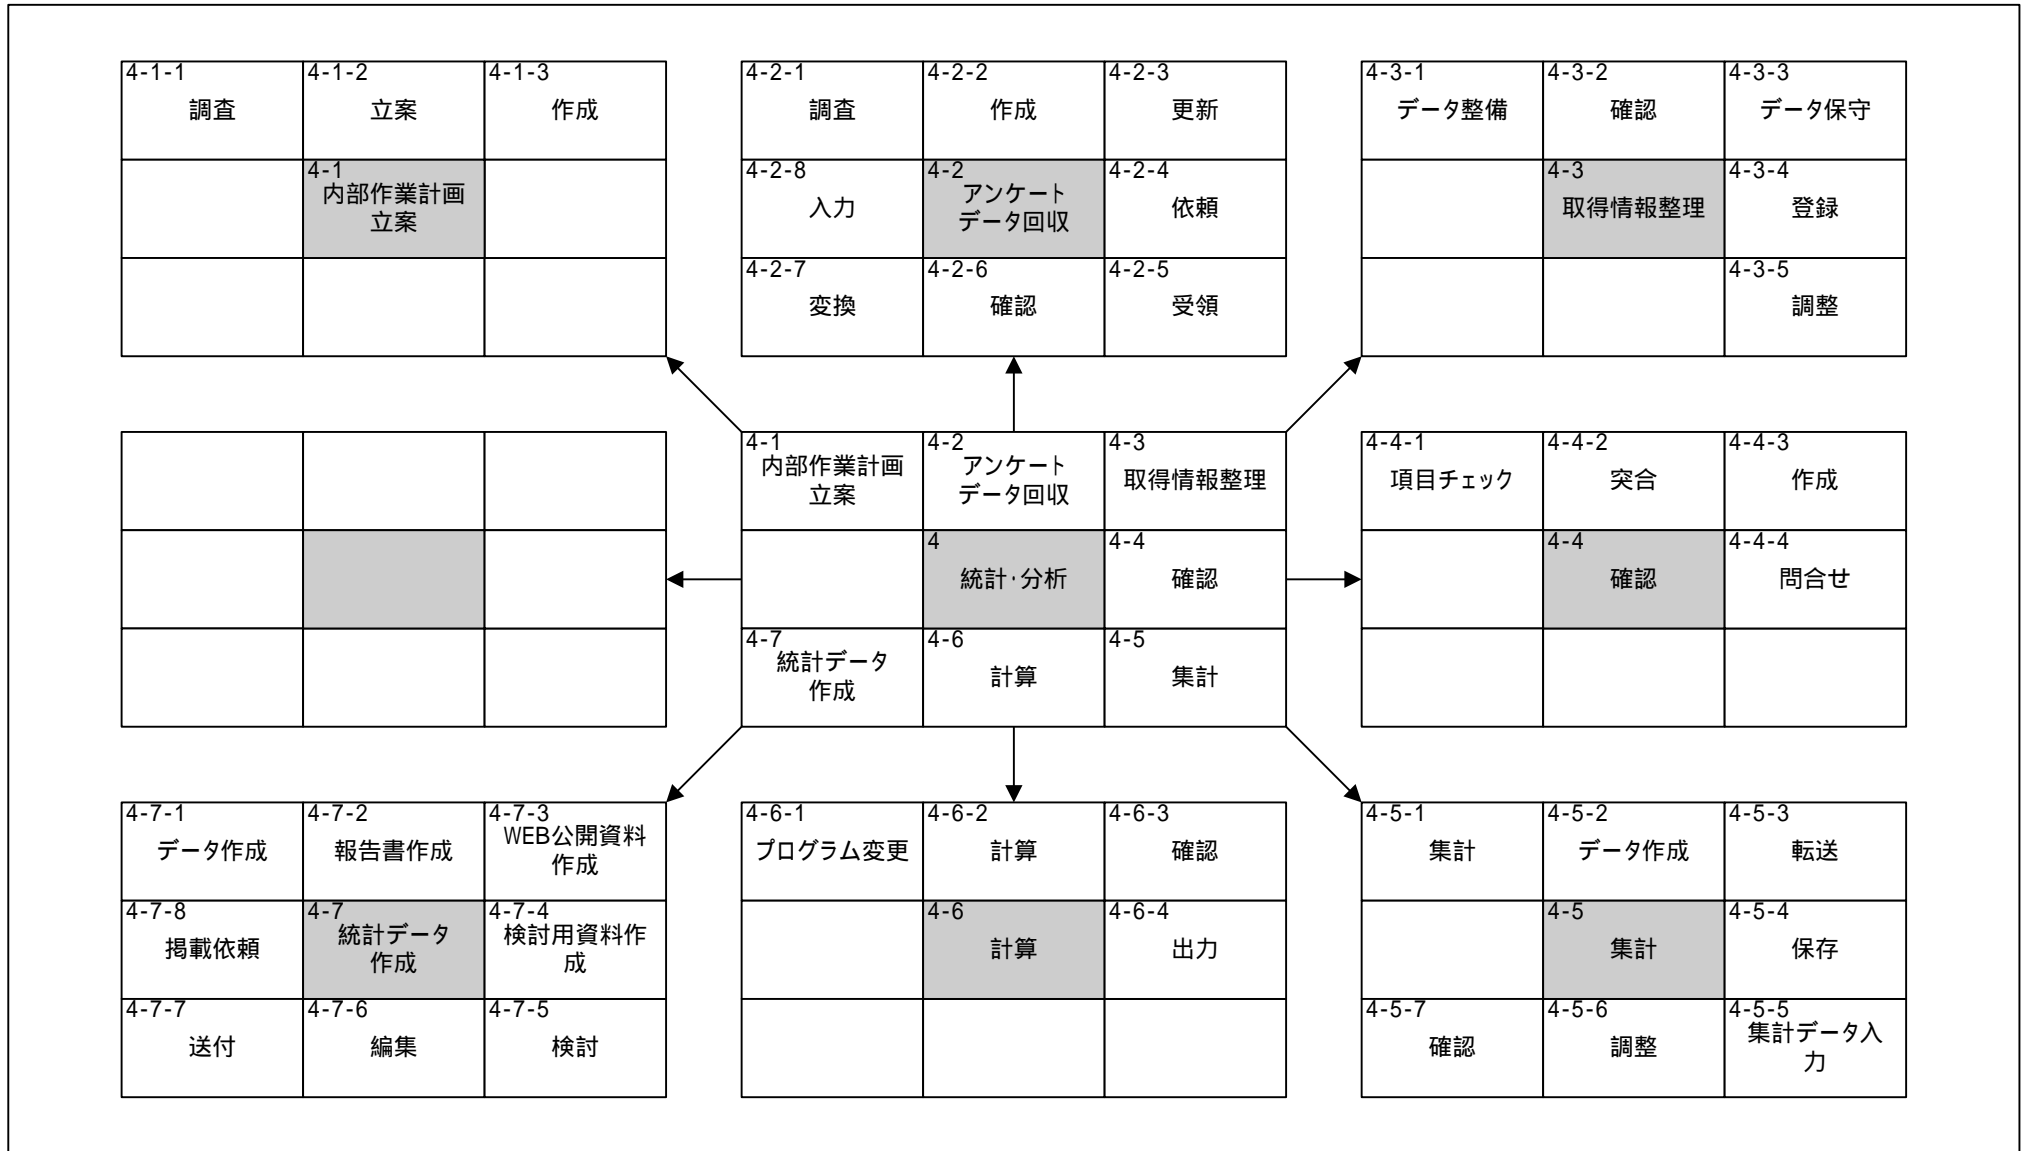 4-1-1
調査
4-1-2
立案
4-1-3
作成
4-1
内部作業計画
立案
4-2-1
調査
4-2-2
作成
4-2-3
更新
4-2-8
入力
4-2
アンケート
データ回収
4-2-4
依頼
4-2-7
変換
4-2-6
確認
4-2-5
受領
4-3-1
データ整備
4-3-2
確認
4-3-3
データ保守
4-3
取得情報整理
4-3-4
登録
4-3-5
調整
4-1
内部作業計画
立案
4-2
アンケート
データ回収
4-3
取得情報整理
4
統計・分析
4-4
確認
4-7
統計データ
作成
4-6
計算
4-5
集計
4-4-1
項目チェック
4-4-2
突合
4-4-3
作成
4-4
確認
4-4-4
問合せ
4-7-1
データ作成
4-7-2
報告書作成
4-7-3
WEB公開資料
作成
4-7-8
掲載依頼
4-7
統計データ
作成
4-7-4
検討用資料作
成
4-7-7
送付
4-7-6
編集
4-7-5
検討
4-6-1
プログラム変更
4-6-2
計算
4-6-3
確認
4-6
計算
4-6-4
出力
4-5-1
集計
4-5-2
データ作成
4-5-3
転送
4-5
集計
4-5-4
保存
4-5-7
確認
4-5-6
調整
4-5-5
集計データ入
力